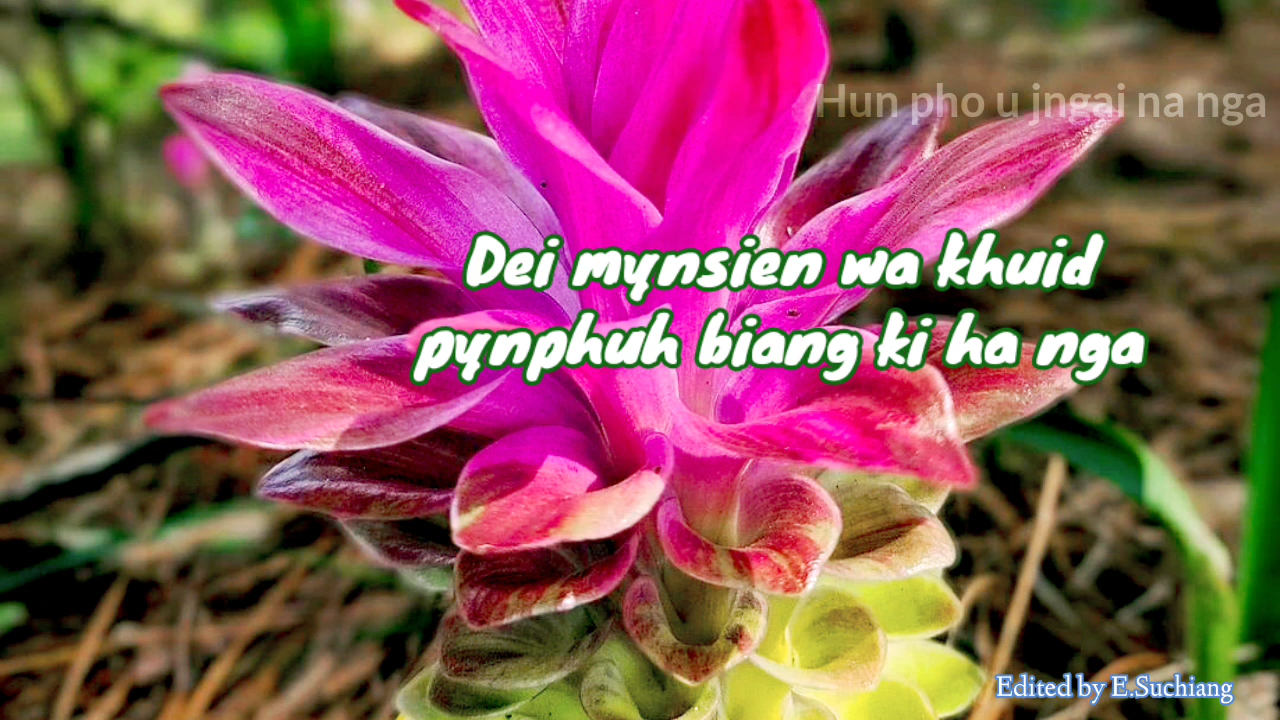 Hun pho u jngai na nga
Dei mynsien wa khuid
pynphuh biang ki ha nga
Edited by E.Suchiang